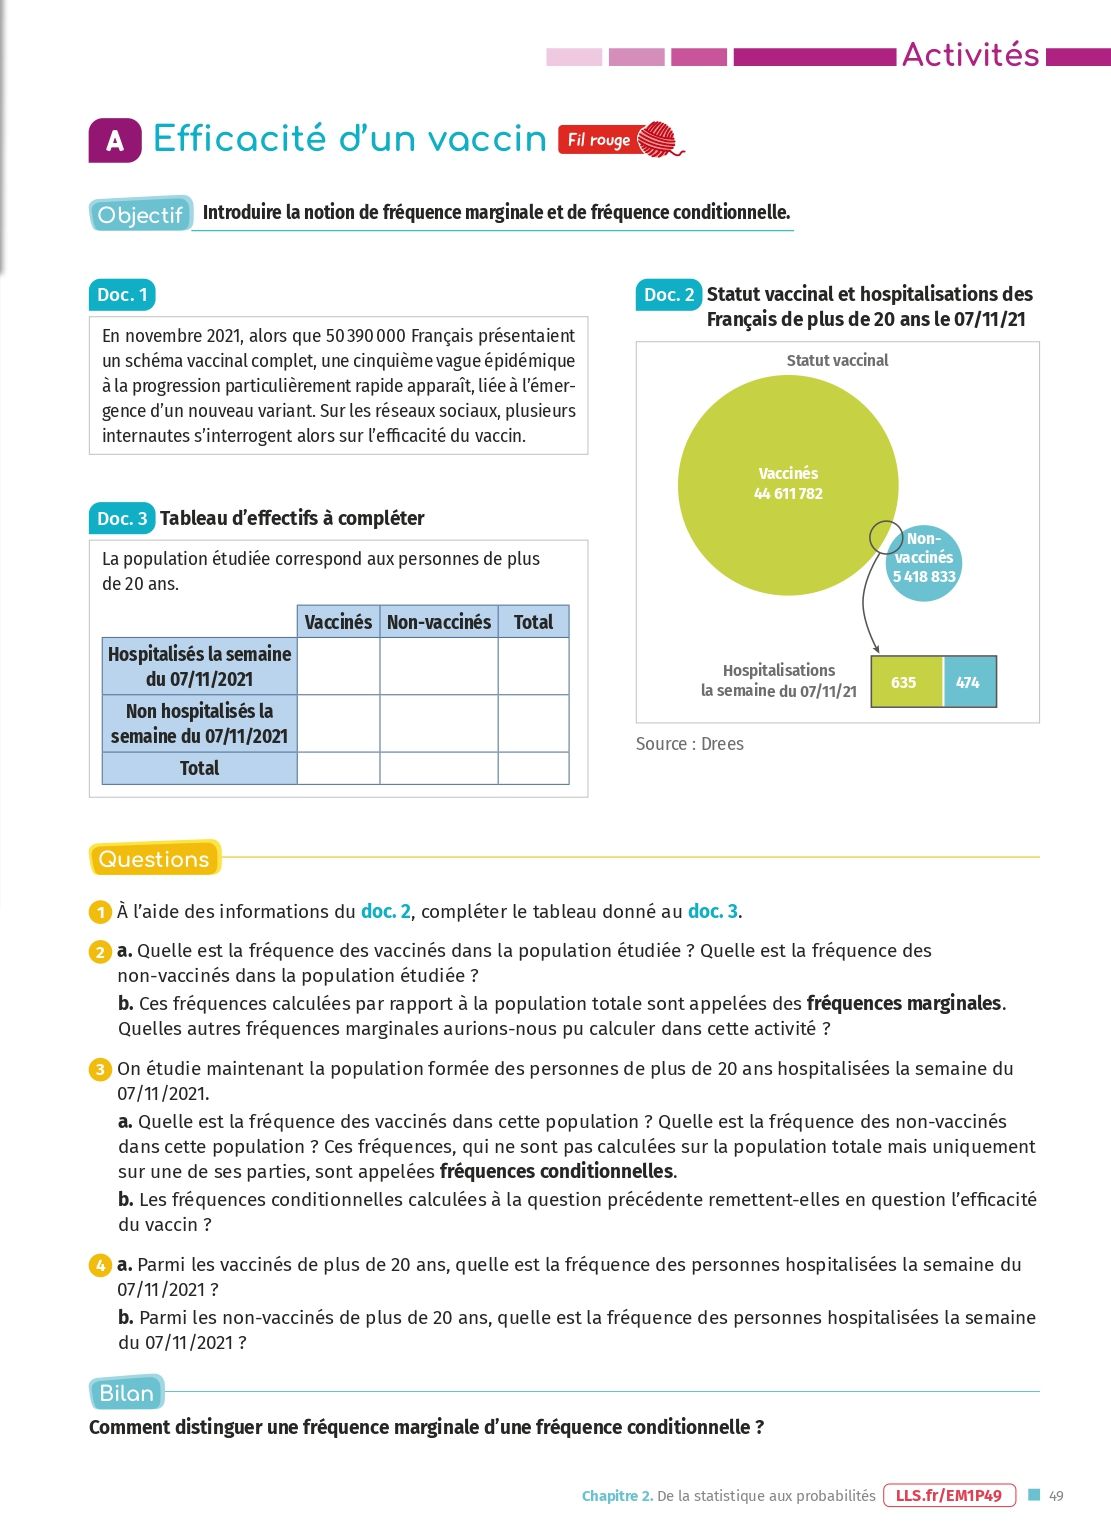 Activités
A Efficacité d'un vaccin Fil rouge
Objectif Introduire la notion de fréquence marginale et de fréquence conditionnelle.
Doc. 1
En novembre 2021, alors que 50 390 000 Français présentaient
un schéma vaccinal complet, une cinquième vague épidémique
à la progression particulièrement rapide apparaît, liée à l'émer-
gence d'un nouveau variant. Sur les réseaux sociaux, plusieurs
internautes s'interrogent alors sur l'efficacité du vaccin.
Doc. 2 Statut vaccinal et hospitalisations des
Français de plus de 20 ans le 07/11/21
Statut vaccinal
Vaccinés
44 611 782
Non-
vaccinés
5 418 833
Hospitalisations
la semaine du 07/11/21
635 474
Source : Drees
Doc. 3 Tableau d'effectifs à compléter
La population étudiée correspond aux personnes de plus
de 20 ans.
Vaccinés Non-vaccinés Total
Hospitalisés la semaine
du 07/11/2021
Non hospitalisés la
semaine du 07/11/2021
Total
Questions
1 À l'aide des informations du doc. 2, compléter le tableau donné au doc. 3.
2 a. Quelle est la fréquence des vaccinés dans la population étudiée ? Quelle est la fréquence des
non-vaccinés dans la population étudiée ?
b. Ces fréquences calculées par rapport à la population totale sont appelées des fréquences marginales.
Quelles autres fréquences marginales aurions-nous pu calculer dans cette activité ?
3 On étudie maintenant la population formée des personnes de plus de 20 ans hospitalisées la semaine du
07/11/2021.
a. Quelle est la fréquence des vaccinés dans cette population ? Quelle est la fréquence des non-vaccinés
dans cette population ? Ces fréquences, qui ne sont pas calculées sur la population totale mais uniquement
sur une de ses parties, sont appelées fréquences conditionnelles.
b. Les fréquences conditionnelles calculées à la question précédente remettent-elles en question l'efficacité
du vaccin ?
4 a. Parmi les vaccinés de plus de 20 ans, quelle est la fréquence des personnes hospitalisées la semaine du
07/11/2021 ?
b. Parmi les non-vaccinés de plus de 20 ans, quelle est la fréquence des personnes hospitalisées la semaine
du 07/11/2021 ?
Bilan
Comment distinguer une fréquence marginale d'une fréquence conditionnelle ?
Chapitre 2. De la statistique aux probabilités LLS.fr/EM1P49 49